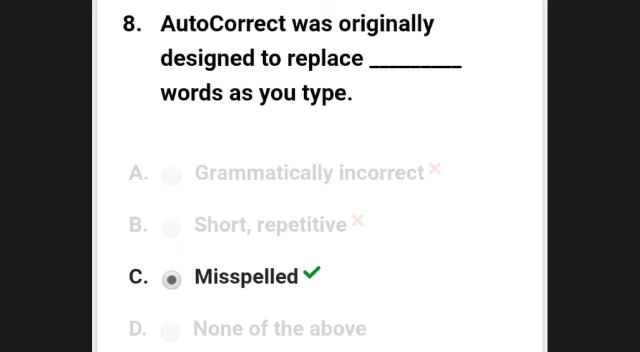 8. AutoCorrect was originally
designed to replace _________
words as you type.
A. Grammatically incorrect ×
B. Short, repetitive ×
C. Misspelled ✓
D. None of the above